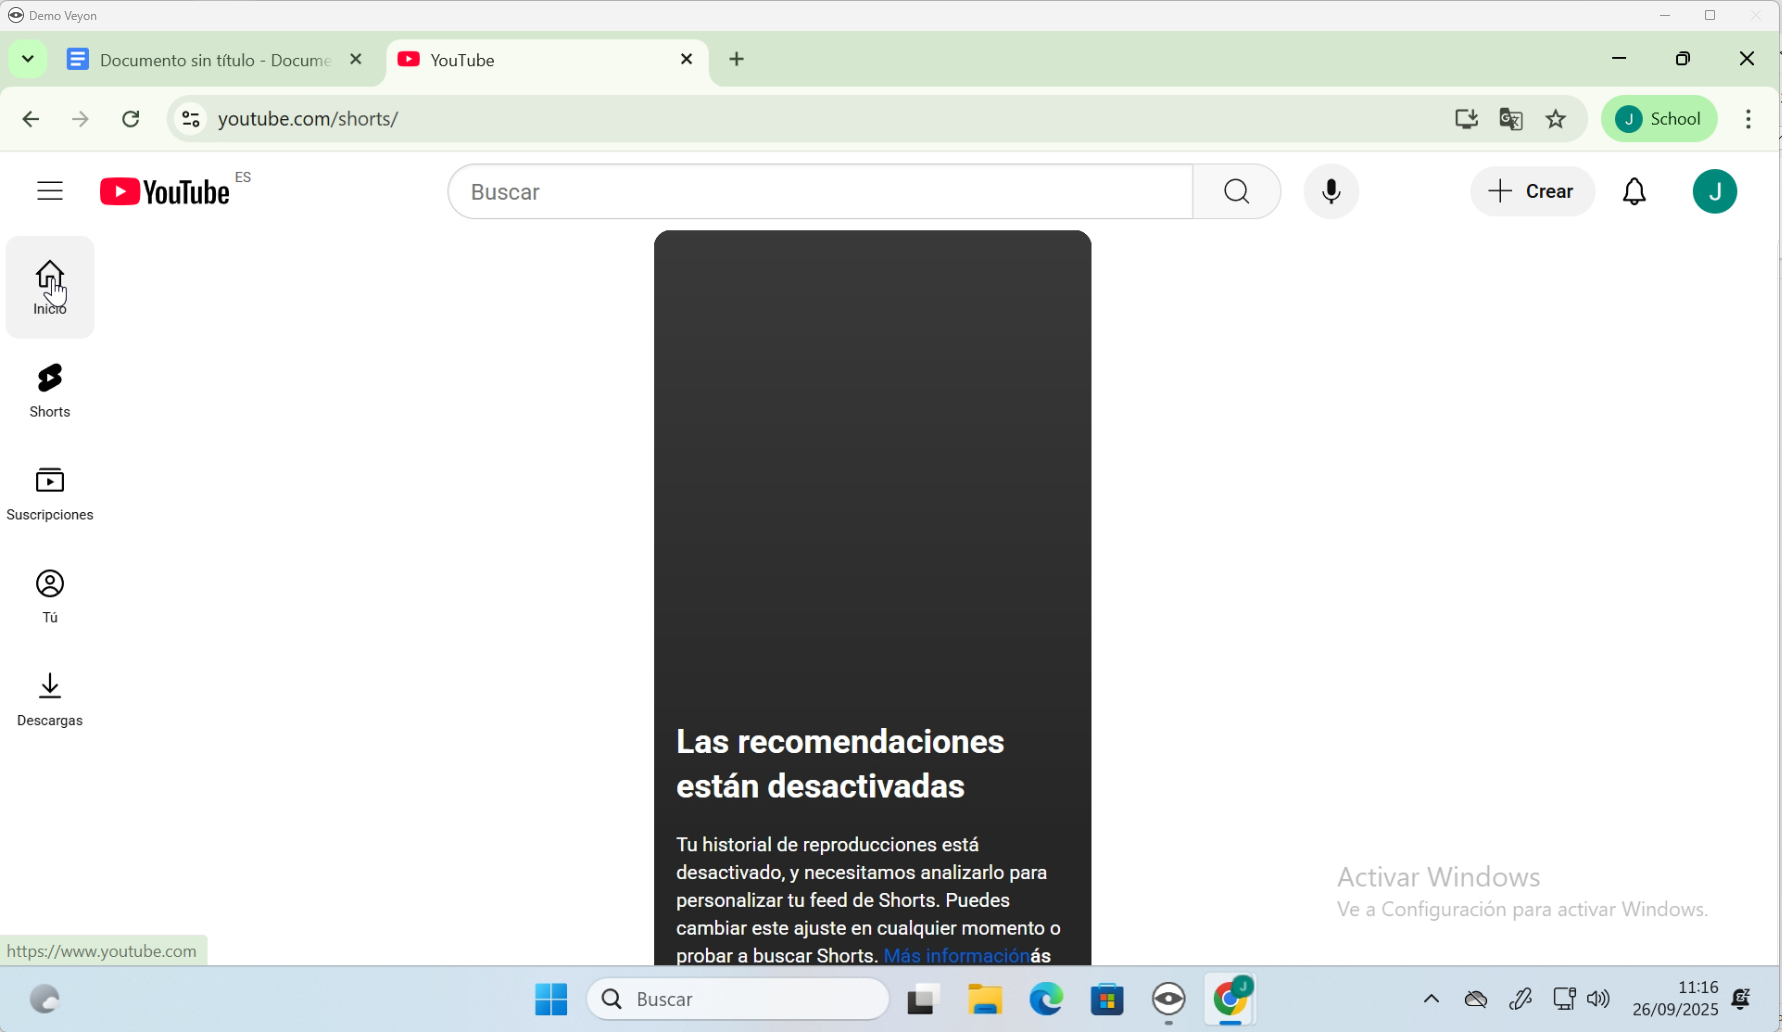 Demo Veyon
Documento sin título - Docume
YouTube
youtube.com/shorts/
J School
YouTube ES
Buscar
Crear
J
Inicio
Shorts
Suscripciones
Tú
Descargas
Las recomendaciones
están desactivadas
Tu historial de reproducciones está
desactivado, y necesitamos analizarlo para
personalizar tu feed de Shorts. Puedes
cambiar este ajuste en cualquier momento o
probar a buscar Shorts. Más informaciónás
Activar Windows
Ve a Configuración para activar Windows.
https://www.youtube.com
Buscar
J
11:16
26/09/2025